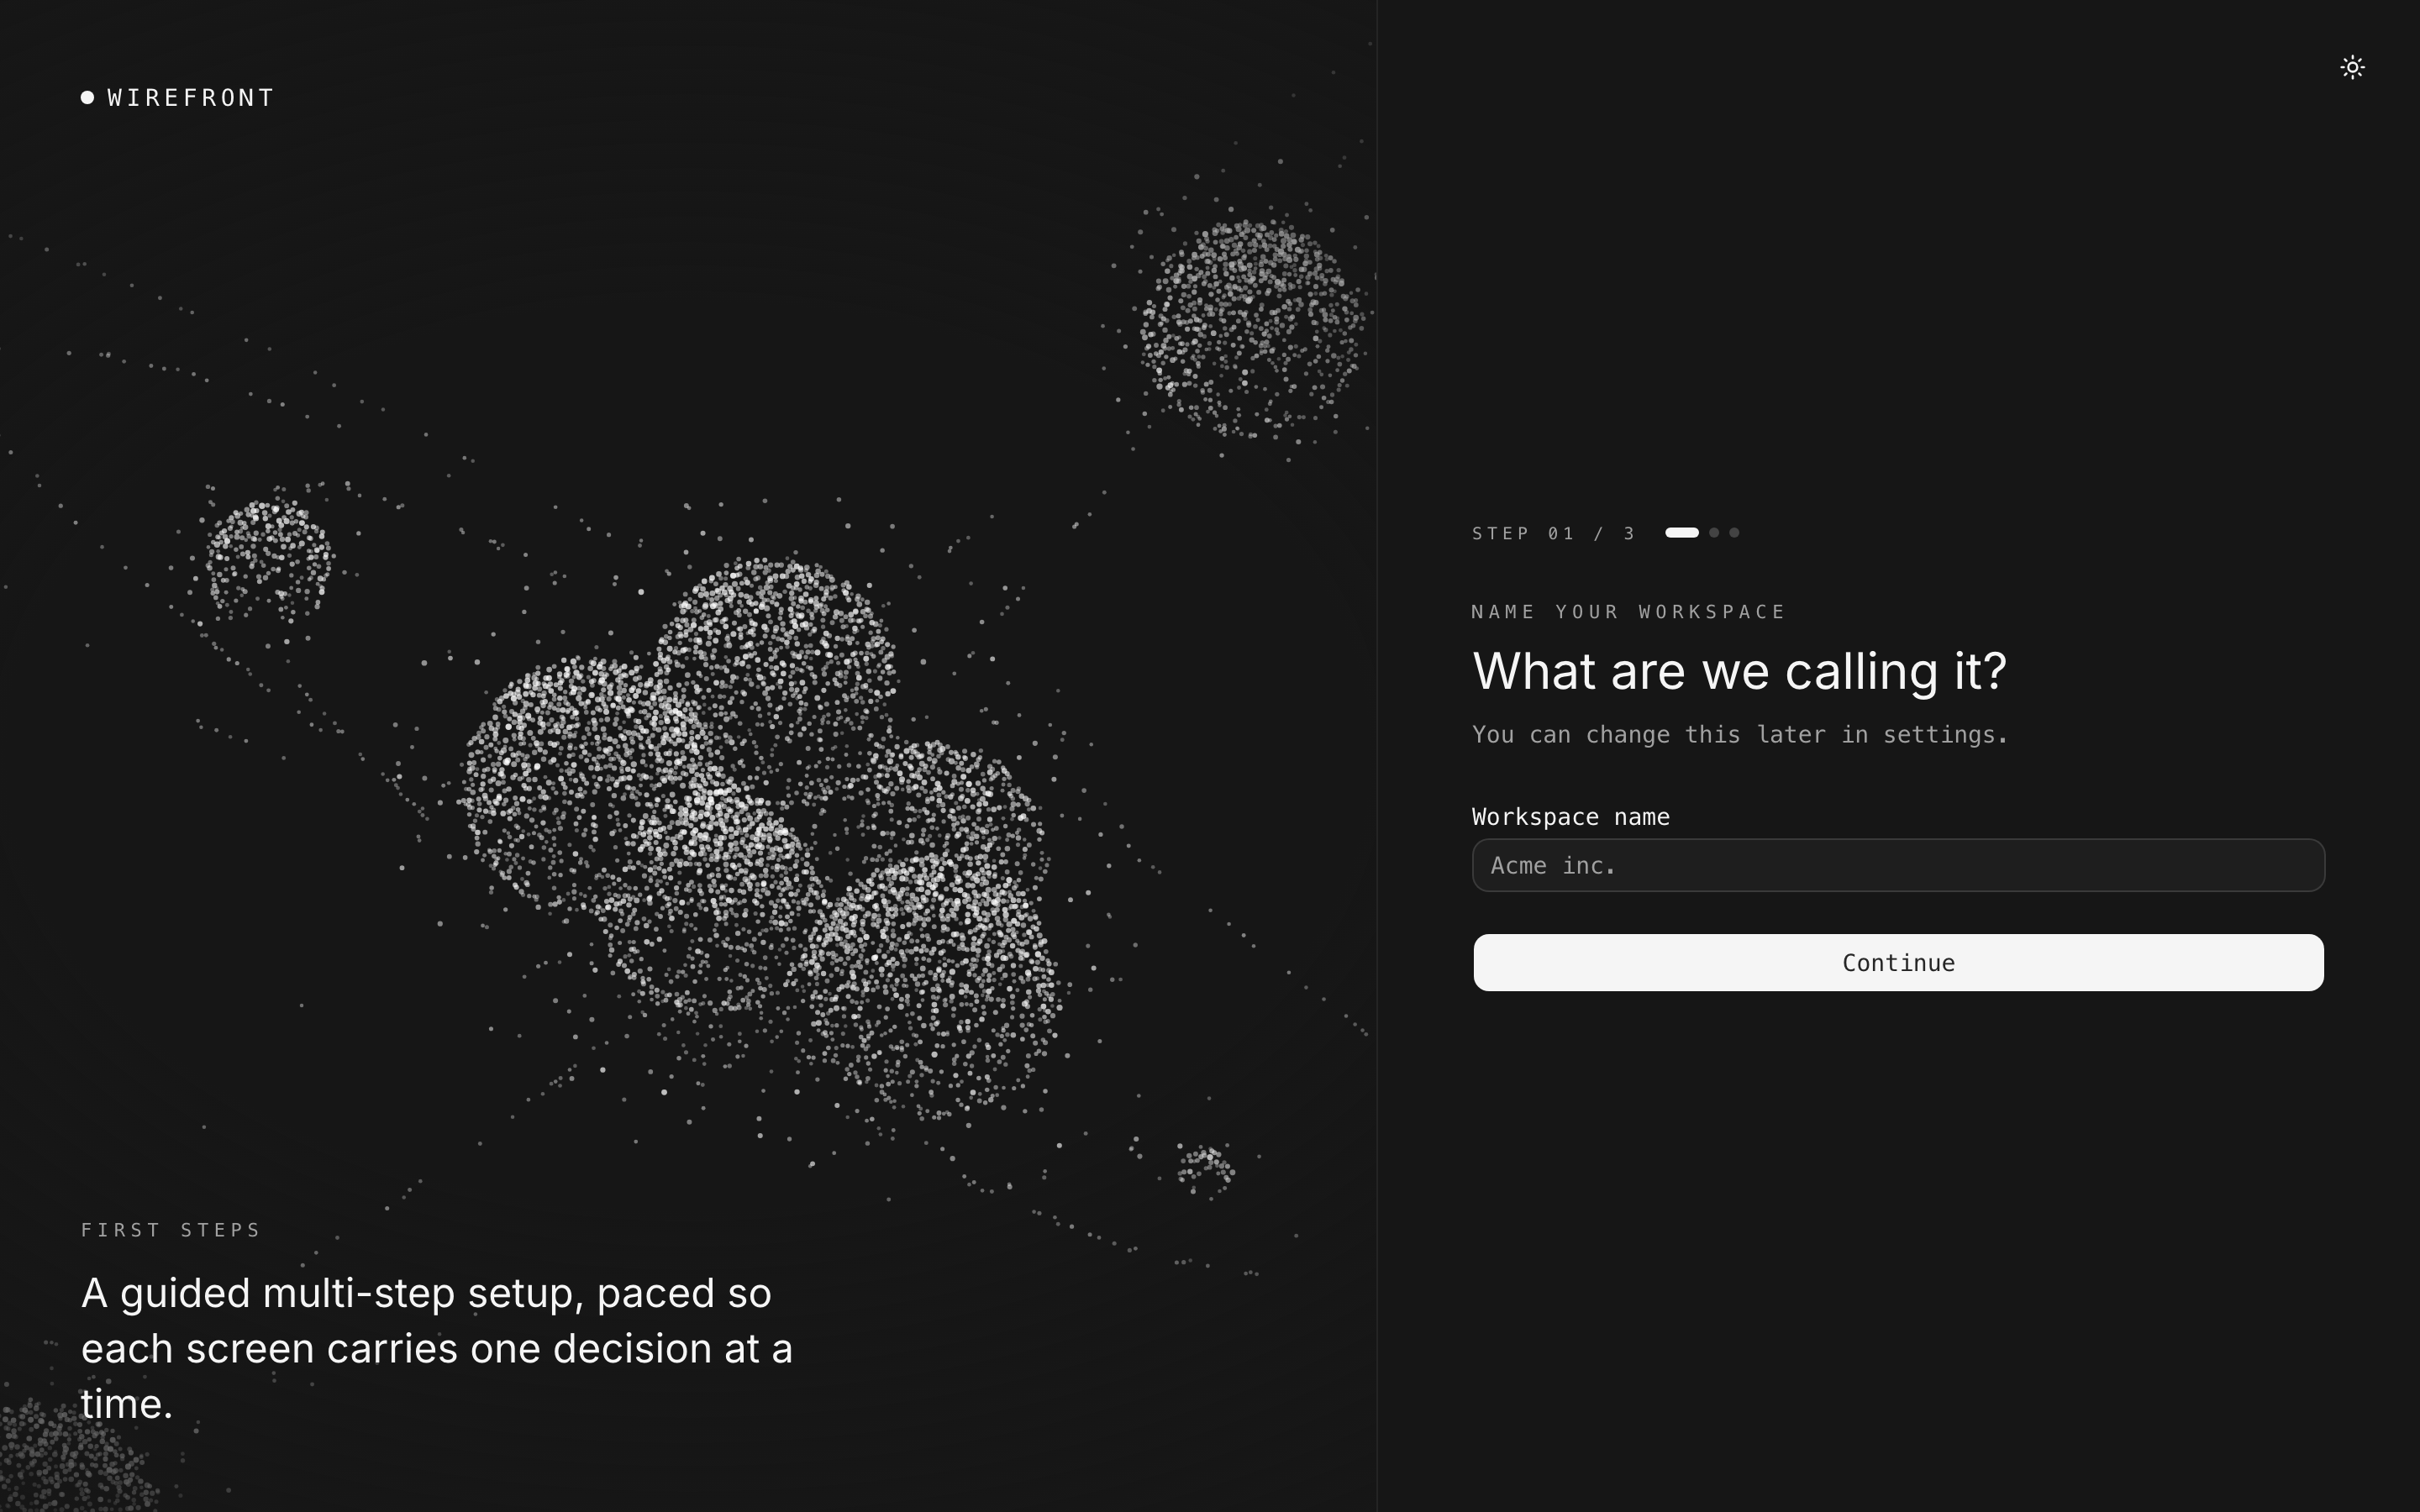 WIREFRONT
FIRST STEPS
A guided multi-step setup, paced so
each screen carries one decision at a
time.
STEP 01 / 3
NAME YOUR WORKSPACE
What are we calling it?
You can change this later in settings.
Workspace name
Acme inc.
Continue